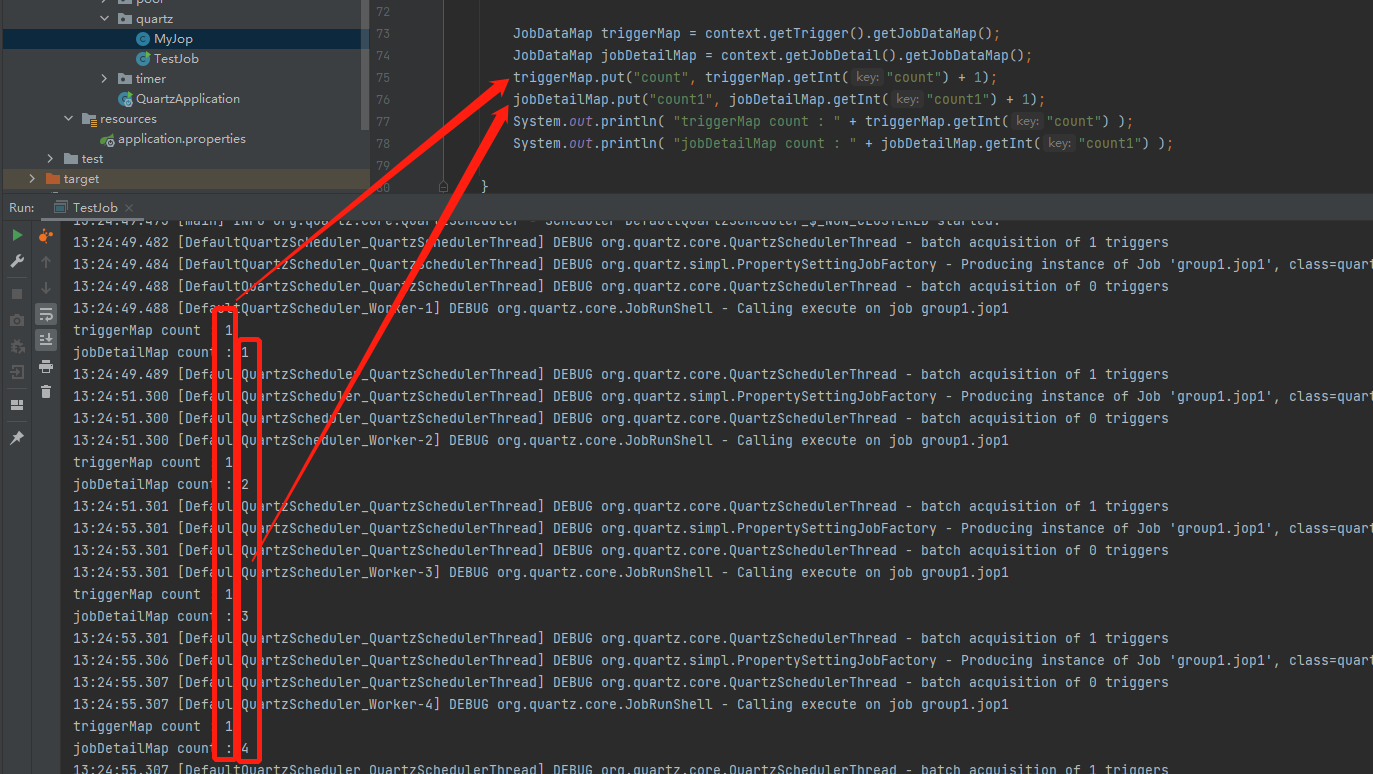 pool
quartz
MyJop
TestJob
timer
QuartzApplication
resources
application.properties
test
target
72
73 JobDataMap triggerMap = context.getTrigger().getJobDataMap();
74 JobDataMap jobDetailMap = context.getJobDetail().getJobDataMap();
75 triggerMap.put("count", triggerMap.getInt( key: "count") + 1);
76 jobDetailMap.put("count1", jobDetailMap.getInt( key: "count1") + 1);
77 System.out.println( "triggerMap count : " + triggerMap.getInt( key: "count") );
78 System.out.println( "jobDetailMap count : " + jobDetailMap.getInt( key: "count1") );
79
80 }
Run: TestJob
13:24:49.475 [main] INFO org.quartz.core.QuartzScheduler - Scheduler DefaultQuartzScheduler_$_NON_CLUSTERED started.
13:24:49.482 [DefaultQuartzScheduler_QuartzSchedulerThread] DEBUG org.quartz.core.QuartzSchedulerThread - batch acquisition of 1 triggers
13:24:49.484 [DefaultQuartzScheduler_QuartzSchedulerThread] DEBUG org.quartz.simpl.PropertySettingJobFactory - Producing instance of Job 'group1.jop1', class=quart
13:24:49.488 [DefaultQuartzScheduler_QuartzSchedulerThread] DEBUG org.quartz.core.QuartzSchedulerThread - batch acquisition of 0 triggers
13:24:49.488 [DefaultQuartzScheduler_Worker-1] DEBUG org.quartz.core.JobRunShell - Calling execute on job group1.jop1
triggerMap count 1
jobDetailMap count : 1
13:24:49.489 [DefaultQuartzScheduler_QuartzSchedulerThread] DEBUG org.quartz.core.QuartzSchedulerThread - batch acquisition of 1 triggers
13:24:51.300 [DefaultQuartzScheduler_QuartzSchedulerThread] DEBUG org.quartz.simpl.PropertySettingJobFactory - Producing instance of Job 'group1.jop1', class=quart
13:24:51.300 [DefaultQuartzScheduler_QuartzSchedulerThread] DEBUG org.quartz.core.QuartzSchedulerThread - batch acquisition of 0 triggers
13:24:51.300 [DefaultQuartzScheduler_Worker-2] DEBUG org.quartz.core.JobRunShell - Calling execute on job group1.jop1
triggerMap count 1
jobDetailMap count : 2
13:24:51.301 [DefaultQuartzScheduler_QuartzSchedulerThread] DEBUG org.quartz.core.QuartzSchedulerThread - batch acquisition of 1 triggers
13:24:53.301 [DefaultQuartzScheduler_QuartzSchedulerThread] DEBUG org.quartz.simpl.PropertySettingJobFactory - Producing instance of Job 'group1.jop1', class=quart
13:24:53.301 [DefaultQuartzScheduler_QuartzSchedulerThread] DEBUG org.quartz.core.QuartzSchedulerThread - batch acquisition of 0 triggers
13:24:53.301 [DefaultQuartzScheduler_Worker-3] DEBUG org.quartz.core.JobRunShell - Calling execute on job group1.jop1
triggerMap count 1
jobDetailMap count : 3
13:24:53.301 [DefaultQuartzScheduler_QuartzSchedulerThread] DEBUG org.quartz.core.QuartzSchedulerThread - batch acquisition of 1 triggers
13:24:55.306 [DefaultQuartzScheduler_QuartzSchedulerThread] DEBUG org.quartz.simpl.PropertySettingJobFactory - Producing instance of Job 'group1.jop1', class=quart
13:24:55.307 [DefaultQuartzScheduler_QuartzSchedulerThread] DEBUG org.quartz.core.QuartzSchedulerThread - batch acquisition of 0 triggers
13:24:55.307 [DefaultQuartzScheduler_Worker-4] DEBUG org.quartz.core.JobRunShell - Calling execute on job group1.jop1
triggerMap count 1
jobDetailMap count : 4
13:24:55.307 [DefaultQuartzScheduler_QuartzSchedulerThread] DEBUG org.quartz.core.QuartzSchedulerThread - batch acquisition of 1 triggers